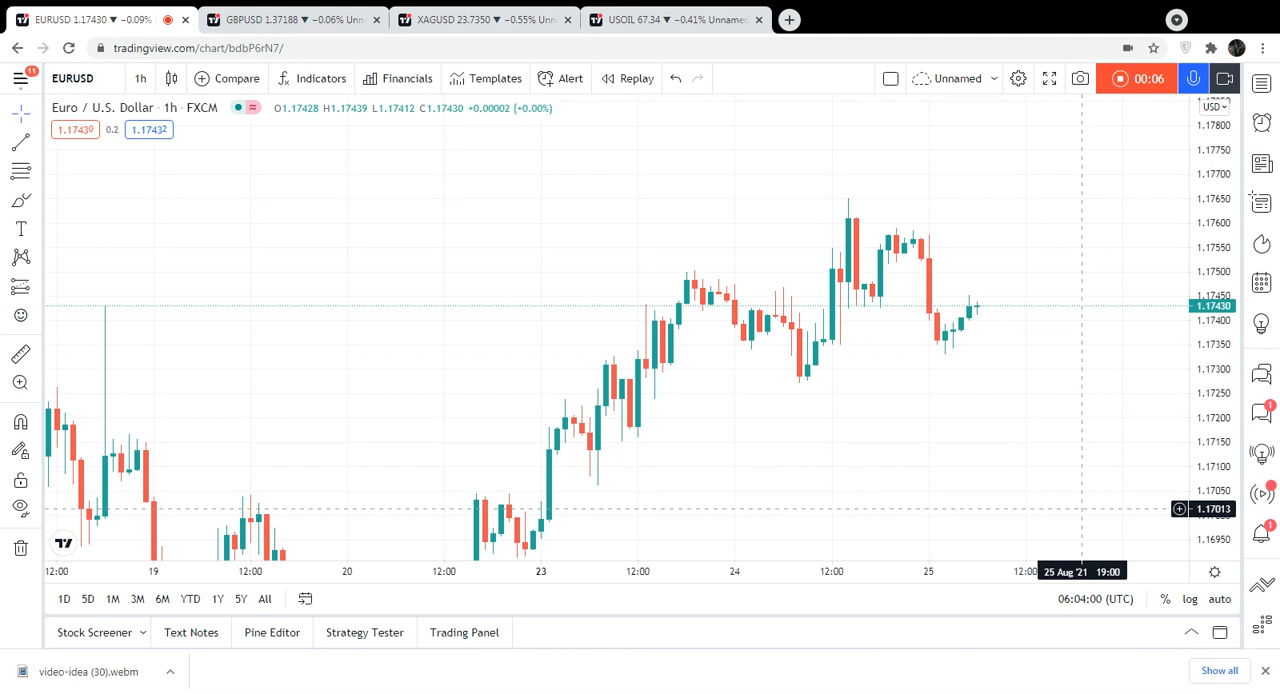 EURUSD 1.17430 ▼ −0.09%
GBPUSD 1.37188 ▼ −0.06% Unn
XAGUSD 23.7350 ▼ −0.55% Unn
USOIL 67.34 ▼ −0.41% Unnamed
tradingview.com/chart/bdbP6rN7/
11
EURUSD
1h
Compare
Indicators
Financials
Templates
Alert
Replay
Unnamed
00:06
Euro / U.S. Dollar · 1h · FXCM
O1.17428 H1.17439 L1.17412 C1.17430 +0.00002 (+0.00%)
USD
1.17430
0.2
1.17432
1.17800
1.17750
1.17700
1.17650
1.17600
1.17550
1.17500
1.17450
1.17430
1.17400
1.17350
1.17300
1.17250
1.17200
1.17150
1.17100
1.17050
1.17013
1.16950
1
1
12:00
19
12:00
20
12:00
23
12:00
24
12:00
25
12:00
25 Aug '21 19:00
1D 5D 1M 3M 6M YTD 1Y 5Y All
06:04:00 (UTC)
% log auto
Stock Screener
Text Notes
Pine Editor
Strategy Tester
Trading Panel
video-idea (30).webm
Show all